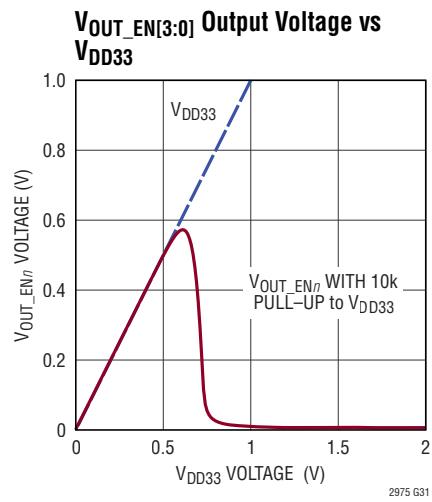 VOUT_EN[3:0] Output Voltage vs
VDD33
1.0
0.8
0.6
0.4
0.2
0
VOUT_ENn VOLTAGE (V)
VDD33
VOUT_ENn WITH 10k
PULL–UP to VDD33
0 0.5 1 1.5 2
VDD33 VOLTAGE (V)
2975 G31